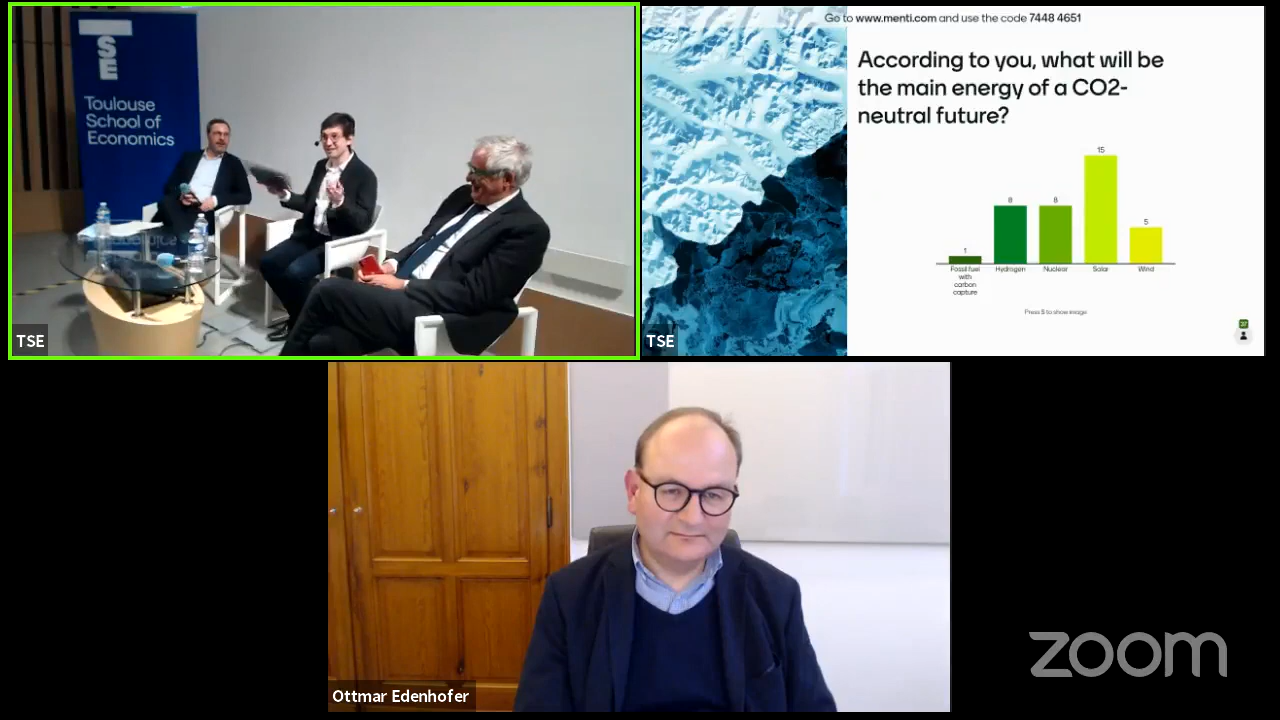 TSE
Toulouse
School of
Economics
TSE
Go to www.menti.com and use the code 7448 4651
According to you, what will be
the main energy of a CO2-
neutral future?
1
8
8
15
5
Fossil fuel
with
carbon
capture
Hydrogen
Nuclear
Solar
Wind
Press S to show image
37
TSE
Ottmar Edenhofer
zoom